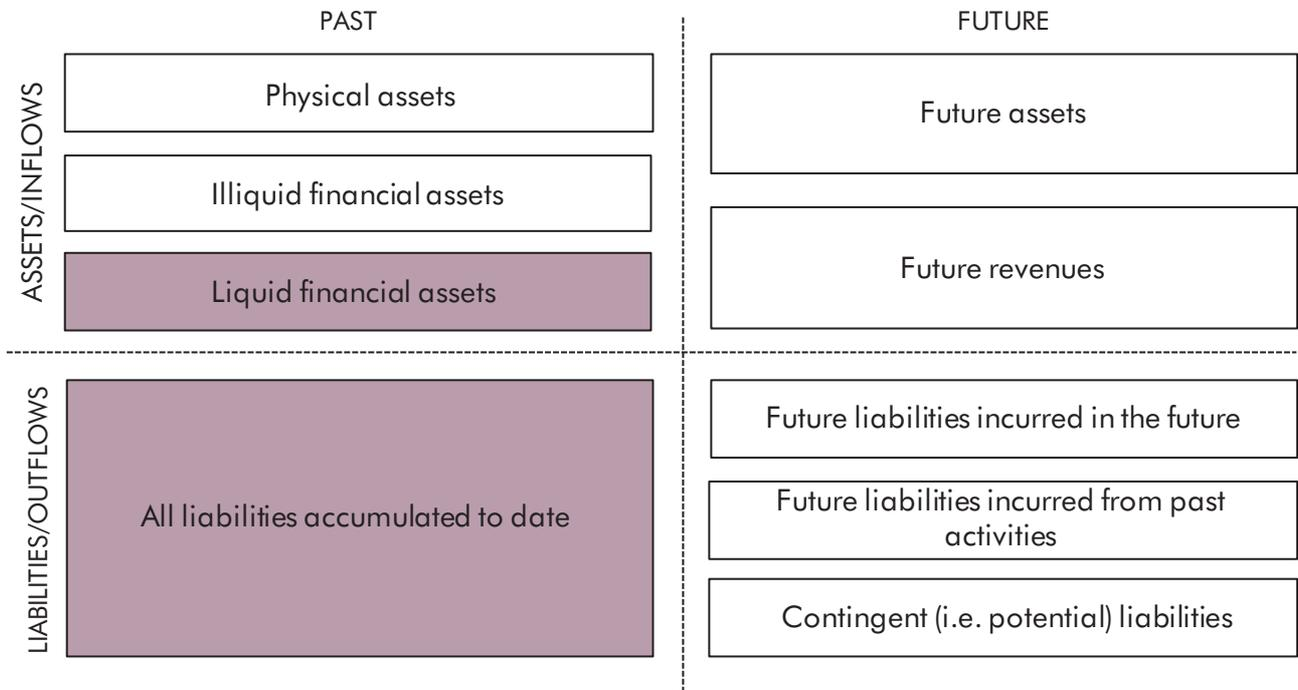 PAST
FUTURE
ASSETS/INFLOWS
Physical assets
Illiquid financial assets
Liquid financial assets
Future assets
Future revenues
LIABILITIES/OUTFLOWS
All liabilities accumulated to date
Future liabilities incurred in the future
Future liabilities incurred from past
activities
Contingent (i.e. potential) liabilities